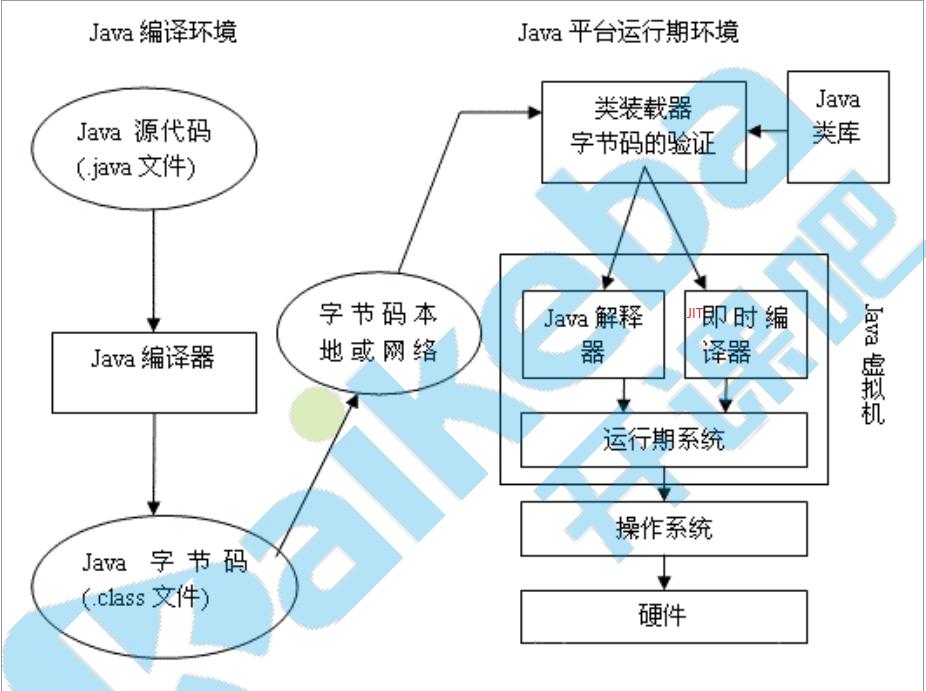 Java 编译环境
Java 平台运行期环境
Java 源代码
(.java 文件)
Java 编译器
Java 字 节 码
(.class 文件)
字 节 码 本
地 或 网 络
类装载器
字节码的验证
Java
类库
Java 解释
器
JIT即 时 编
译器
Java 虚拟机
运行期系统
操作系统
硬件
kaikeba
开课吧